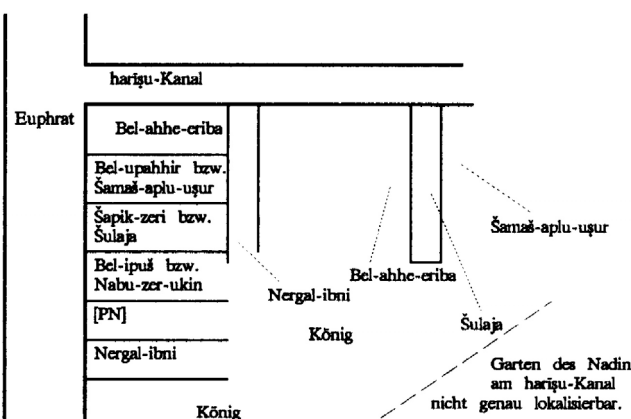 harīşu-Kanal
Euphrat
Bel-ahhe-eriba
Bel-upahhir bzw.
Šamaš-aplu-uşur
Šapik-zeri bzw.
Šulaja
Bel-ipuš bzw.
Nabu-zer-ukin
[PN]
Nergal-ibni
König
Nergal-ibni
König
Bel-ahhe-eriba
Šulaja
Šamaš-aplu-uşur
Garten des Nadin
am harīşu-Kanal
nicht genau lokalisierbar.